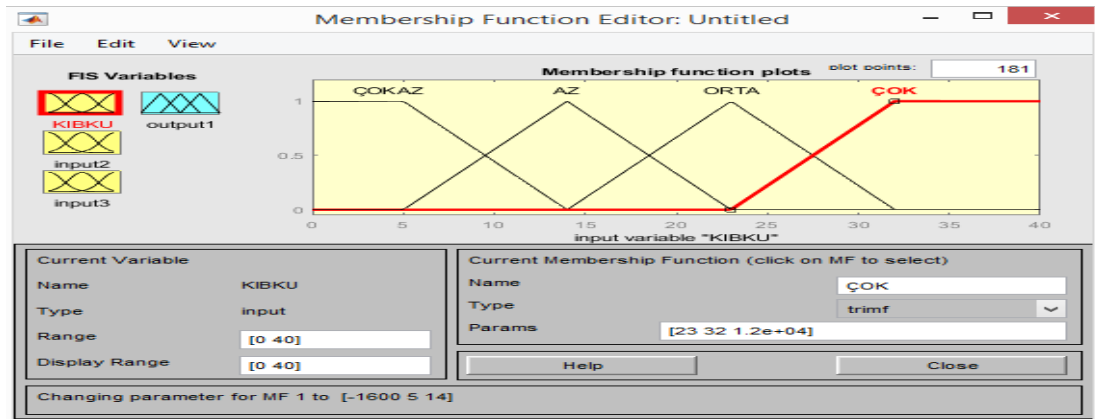 Membership Function Editor: Untitled
File Edit View
FIS Variables
KIBKU output1
input2
input3
Membership function plots plot points: 181
ÇOKAZ AZ ORTA ÇOK
1
0.5
0
0 5 10 15 20 25 30 35 40
input variable "KIBKU"
Current Variable
Name KIBKU
Type input
Range [0 40]
Display Range [0 40]
Current Membership Function (click on MF to select)
Name ÇOK
Type trimf
Params [23 32 1.2e+04]
Help Close
Changing parameter for MF 1 to [-1600 5 14]